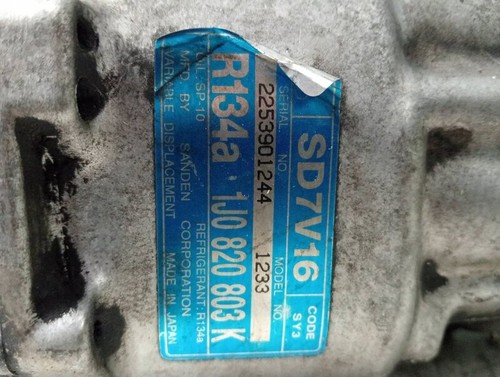 SD7V16 CODE SY3
SERIAL NO. MODEL NO
2253901244 1233
R134a 1J0 820 803 K
REFRIGERANT: R134a
SP-10
MFD. BY SANDEN CORPORATION
VARIABLE DISPLACEMENT MADE IN JAPAN